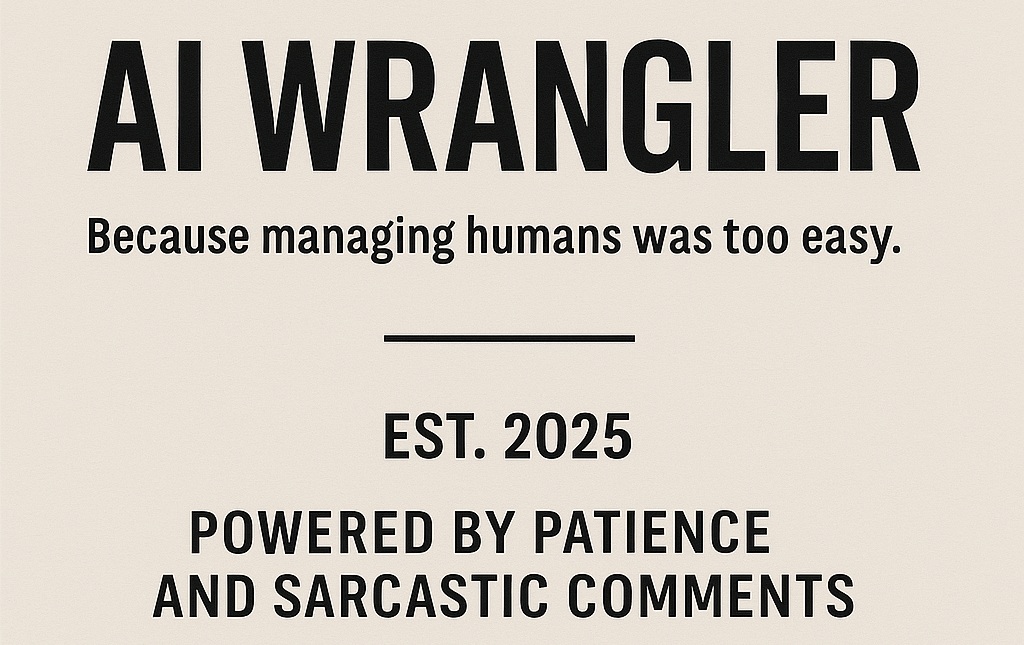 AI WRANGLER
Because managing humans was too easy.
EST. 2025
POWERED BY PATIENCE
AND SARCASTIC COMMENTS